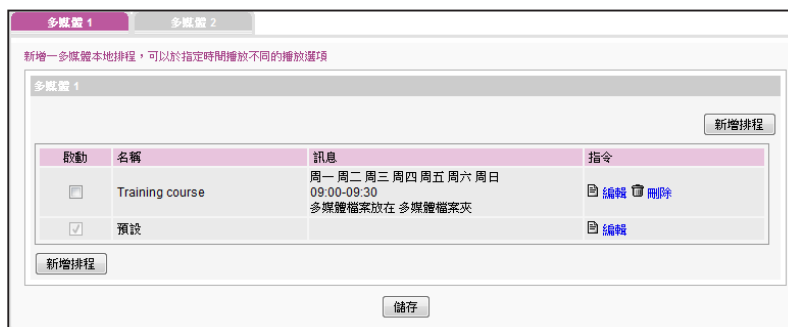 多媒體 1 多媒體 2
新增一多媒體本地排程，可以於指定時間播放不同的播放選項
多媒體 1
新增排程
啟動 名稱 訊息 指令
Training course
周一 周二 周三 周四 周五 周六 周日
09:00-09:30
多媒體檔案放在 多媒體檔案夾
編輯 刪除
預設 編輯
新增排程
儲存